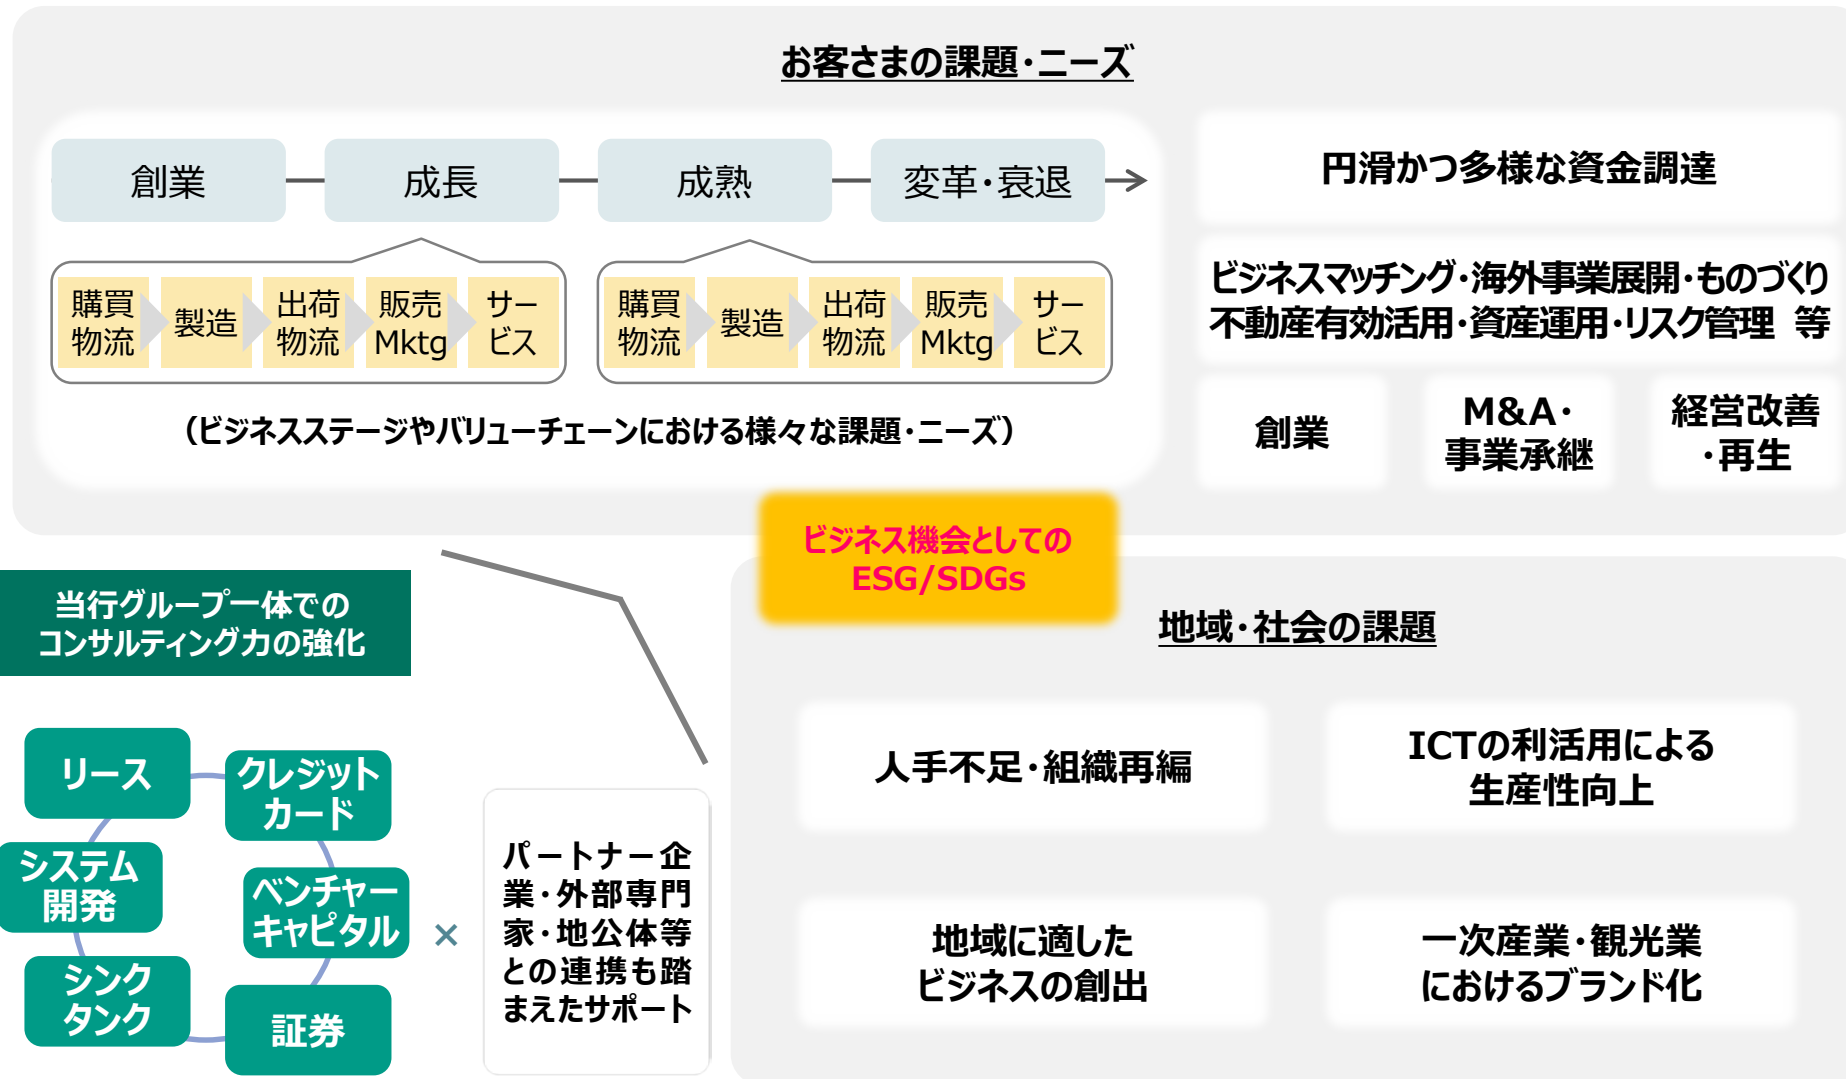 お客さまの課題・ニーズ
創業
成長
成熟
変革・衰退
購買
物流
製造
出荷
物流
販売
Mktg
サー
ビス
購買
物流
製造
出荷
物流
販売
Mktg
サー
ビス
（ビジネスステージやバリューチェーンにおける様々な課題・ニーズ）
円滑かつ多様な資金調達
ビジネスマッチング・海外事業展開・ものづくり
不動産有効活用・資産運用・リスク管理 等
創業
M&A・
事業承継
経営改善
・再生
ビジネス機会としての
ESG/SDGs
当行グループ一体での
コンサルティング力の強化
リース
クレジット
カード
システム
開発
ベンチャー
キャピタル
シンク
タンク
証券
×
パートナー企
業・外部専門
家・地公体等
との連携も踏
まえたサポート
地域・社会の課題
人手不足・組織再編
ICTの利活用による
生産性向上
地域に適した
ビジネスの創出
一次産業・観光業
におけるブランド化